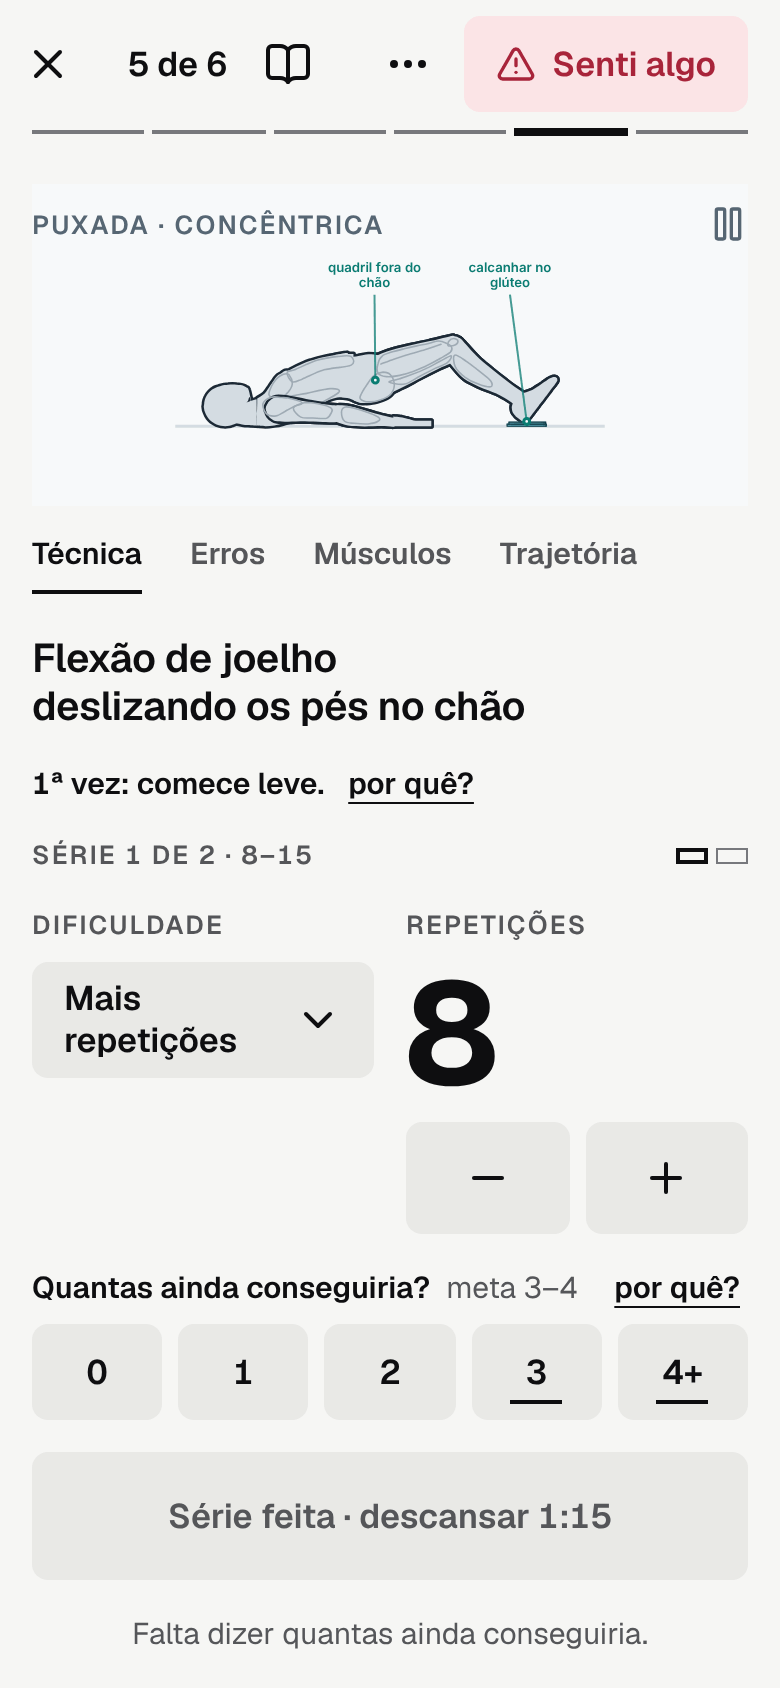 5 de 6
Senti algo
PUXADA · CONCÊNTRICA
quadril fora do
chão
calcanhar no
glúteo
Técnica
Erros
Músculos
Trajetória
Flexão de joelho
deslizando os pés no chão
1ª vez: comece leve. por quê?
SÉRIE 1 DE 2 · 8–15
DIFICULDADE
REPETIÇÕES
Mais
repetições
8
Quantas ainda conseguiria? meta 3–4 por quê?
0
1
2
3
4+
Série feita · descansar 1:15
Falta dizer quantas ainda conseguiria.